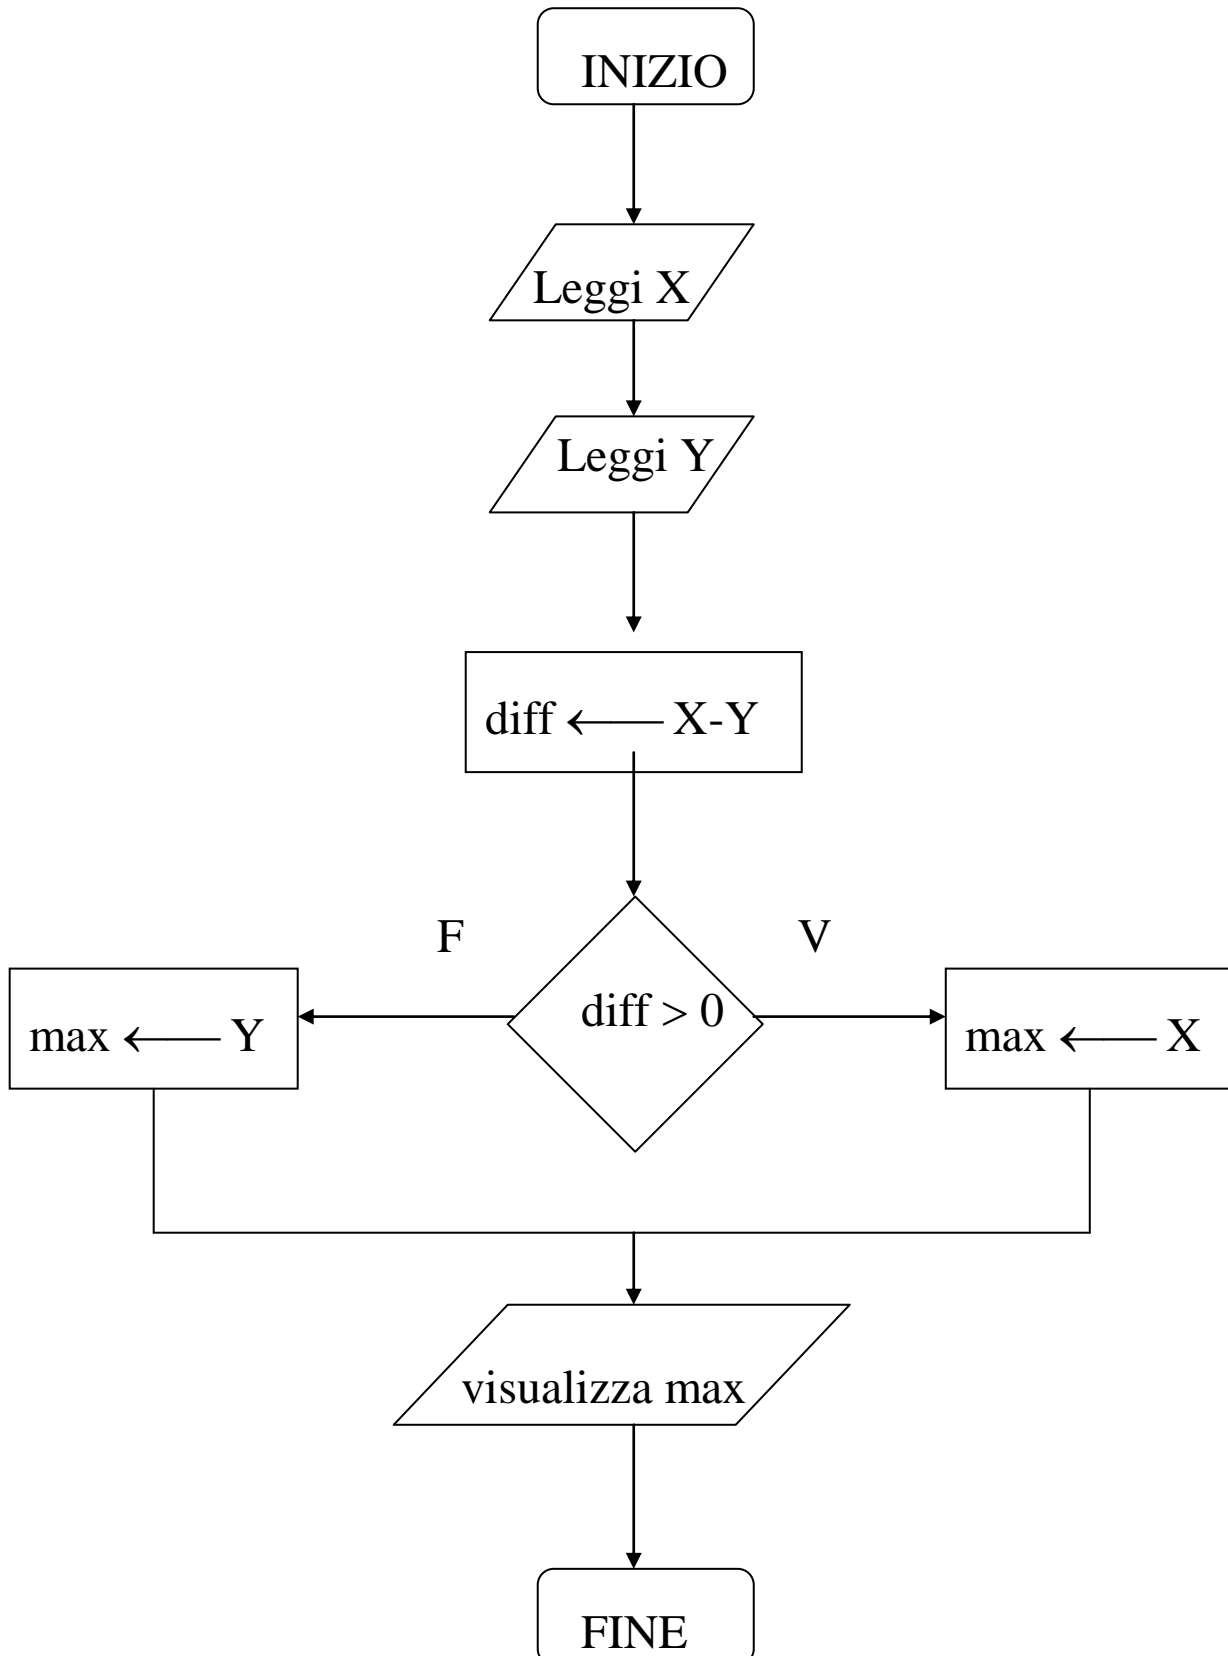 INIZIO
Leggi X
Leggi Y
diff ← X-Y
F
V
diff > 0
max ← Y
max ← X
visualizza max
FINE